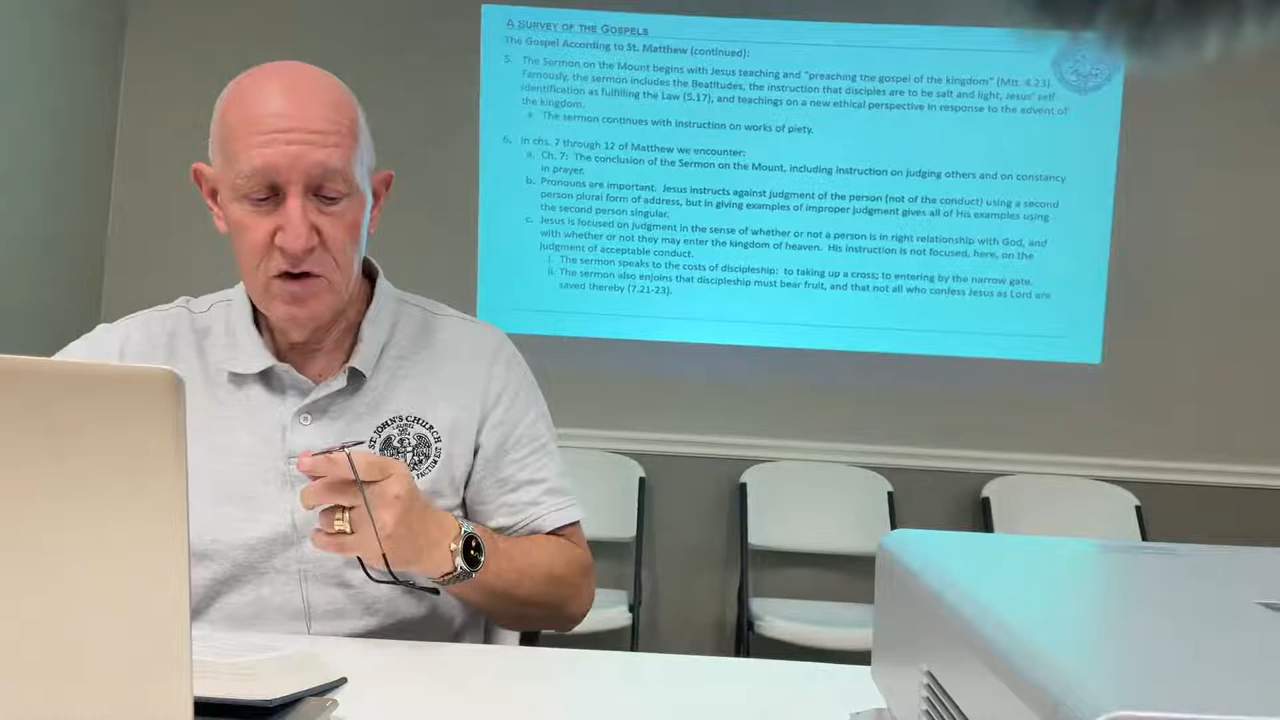 A SURVEY OF THE GOSPELS
The Gospel According to St. Matthew (continued):
5. The Sermon on the Mount begins with Jesus teaching and "preaching the gospel of the kingdom" (Mtt. 4.23).
Famously, the sermon includes the Beatitudes, the instruction that disciples are to be salt and light, Jesus' self-
identification as fulfilling the Law (5.17), and teachings on a new ethical perspective in response to the advent of
the kingdom.
The sermon continues with instruction on works of piety.
6. In chs. 7 through 12 of Matthew we encounter:
a. Ch. 7: The conclusion of the Sermon on the Mount, including instruction on judging others and on constancy
in prayer.
b. Pronouns are important. Jesus instructs against judgment of the person (not of the conduct) using a second
person plural form of address, but in giving examples of improper judgment gives all of His examples using
the second person singular.
c. Jesus is focused on judgment in the sense of whether or not a person is in right relationship with God, and
with whether or not they may enter the kingdom of heaven. His instruction is not focused, here, on the
judgment of acceptable conduct.
i. The sermon speaks to the costs of discipleship: to taking up a cross; to entering by the narrow gate.
ii. The sermon also enjoins that discipleship must bear fruit, and that not all who confess Jesus as Lord are
saved thereby (7.21-23).
ST. JOHN'S CHURCH
LAUREL
FACTUM EST